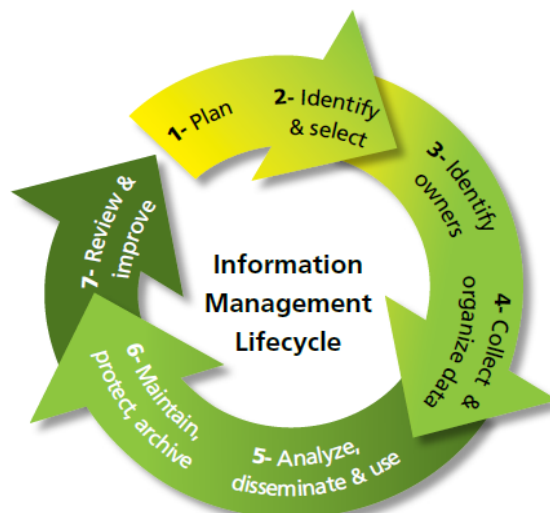 1- Plan
2- Identify
& select
3- Identify
owners
4- Collect &
organize data
5- Analyze,
disseminate & use
6- Maintain,
protect, archive
7- Review &
improve
Information
Management
Lifecycle